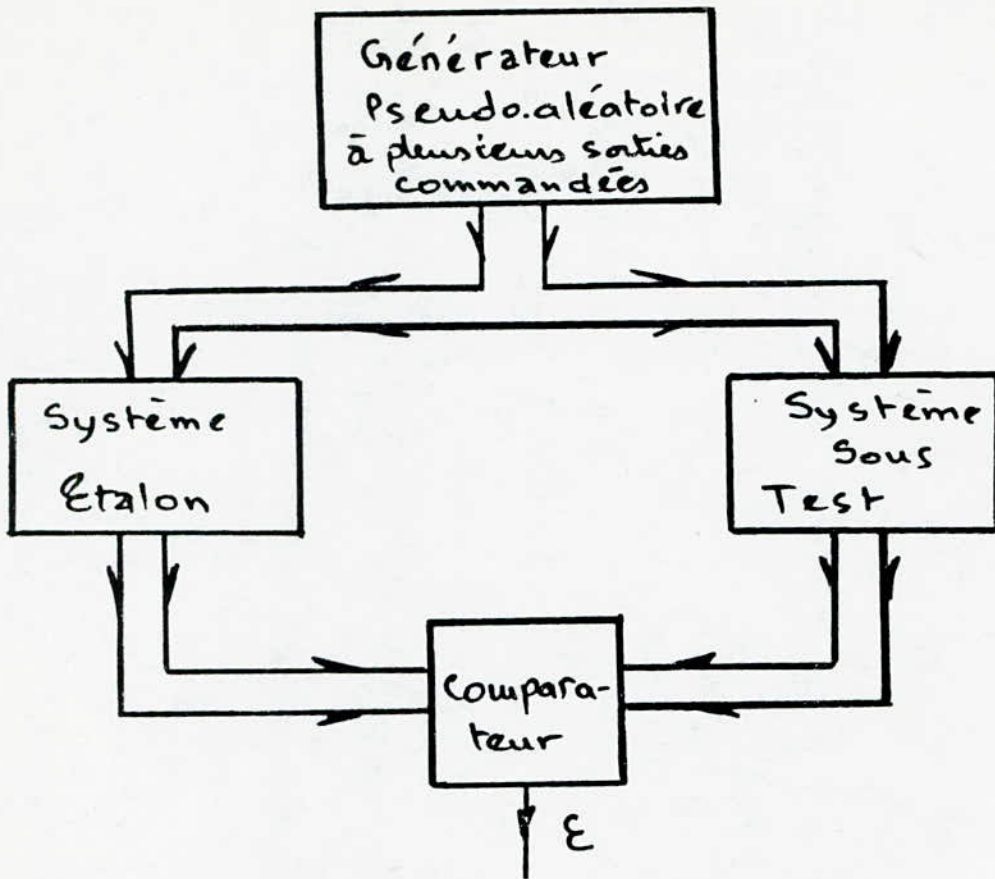 Générateur
Pseudo.aléatoire
à plusieurs sorties
commandées
Système
Etalon
Système
Sous
Test
Compara-
teur
ε